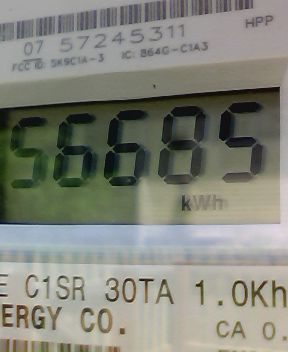 HPP
07 57245311
FCC ID: SK9C1A-3 IC: 864G-C1A3
56685
kWh
E C1SR 30TA 1.0Kh
ERGY CO.
CA 0.